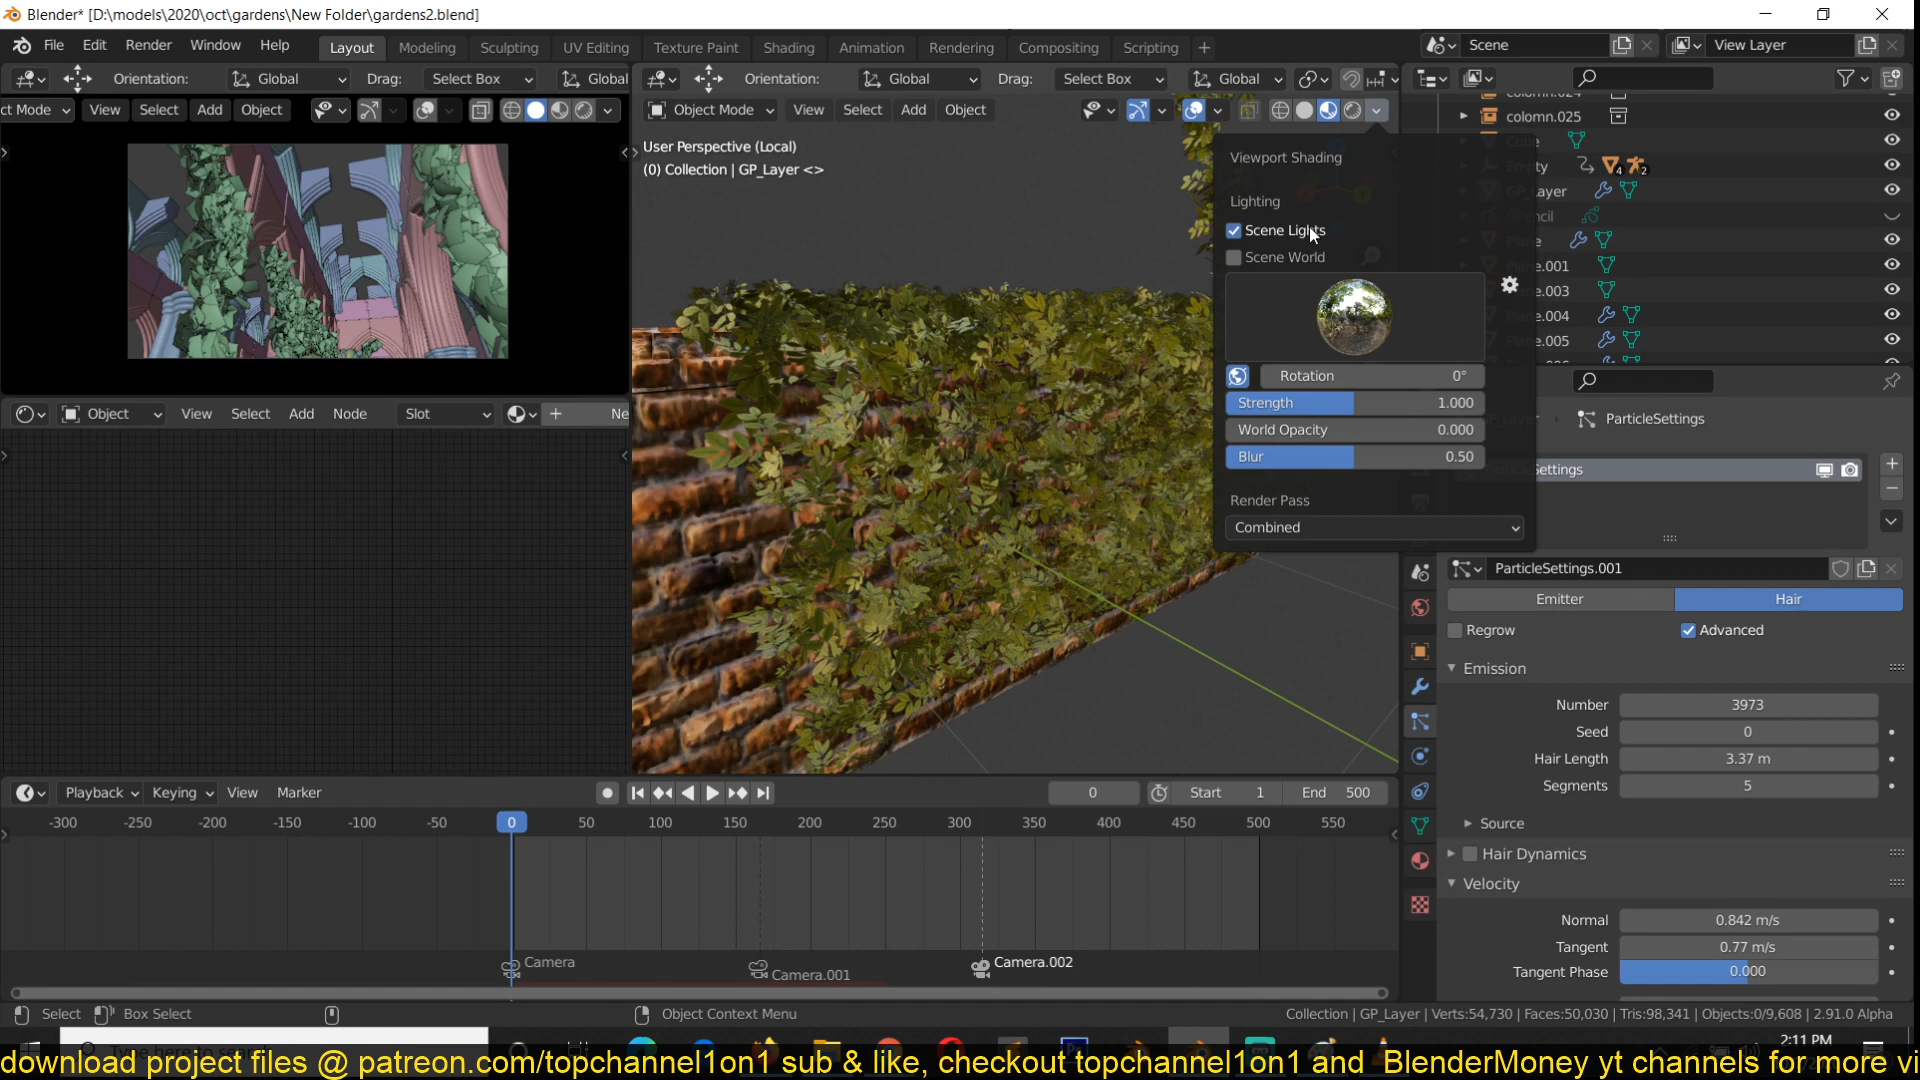 Blender* [D:\models\2020\oct\gardens\New Folder\gardens2.blend]
File Edit Render Window Help Layout Modeling Sculpting UV Editing Texture Paint Shading Animation Rendering Compositing Scripting Scene View Layer
Orientation: Global Drag: Select Box Global Orientation: Global Drag: Select Box Global
ct Mode View Select Add Object Object Mode View Select Add Object
colomn.025
User Perspective (Local)
(0) Collection | GP_Layer <>
Viewport Shading
Lighting
Scene Lights
Scene World
Rotation 0°
Strength 1.000
World Opacity 0.000
Blur 0.50
Render Pass
Combined
Object View Select Add Node Slot Ne
ParticleSettings
ParticleSettings.001
Emitter Hair
Regrow Advanced
Emission
Number 3973
Seed 0
Hair Length 3.37 m
Segments 5
Source
Hair Dynamics
Velocity
Normal 0.842 m/s
Tangent 0.77 m/s
Tangent Phase 0.000
Playback Keying View Marker 0 Start 1 End 500
-300 -250 -200 -150 -100 -50 0 50 100 150 200 250 300 350 400 450 500 550
Camera Camera.001 Camera.002
Select Box Select Object Context Menu Collection | GP_Layer | Verts:54,730 | Faces:50,030 | Tris:98,341 | Objects:0/9,608 | 2.91.0 Alpha
2:11 PM
download project files @ patreon.com/topchannel1on1 sub & like, checkout topchannel1on1 and BlenderMoney yt channels for more vi